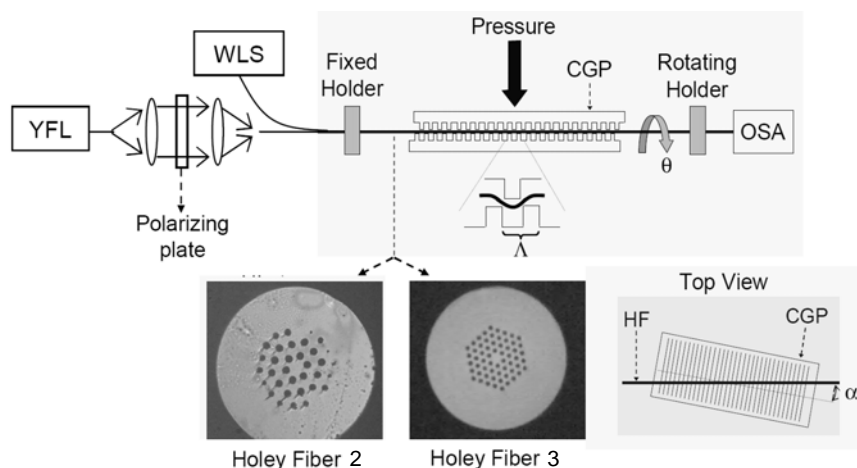 WLS
YFL
Polarizing
plate
Fixed
Holder
Pressure
CGP
Rotating
Holder
OSA
θ
Λ
Holey Fiber 2
Holey Fiber 3
Top View
HF
CGP
α